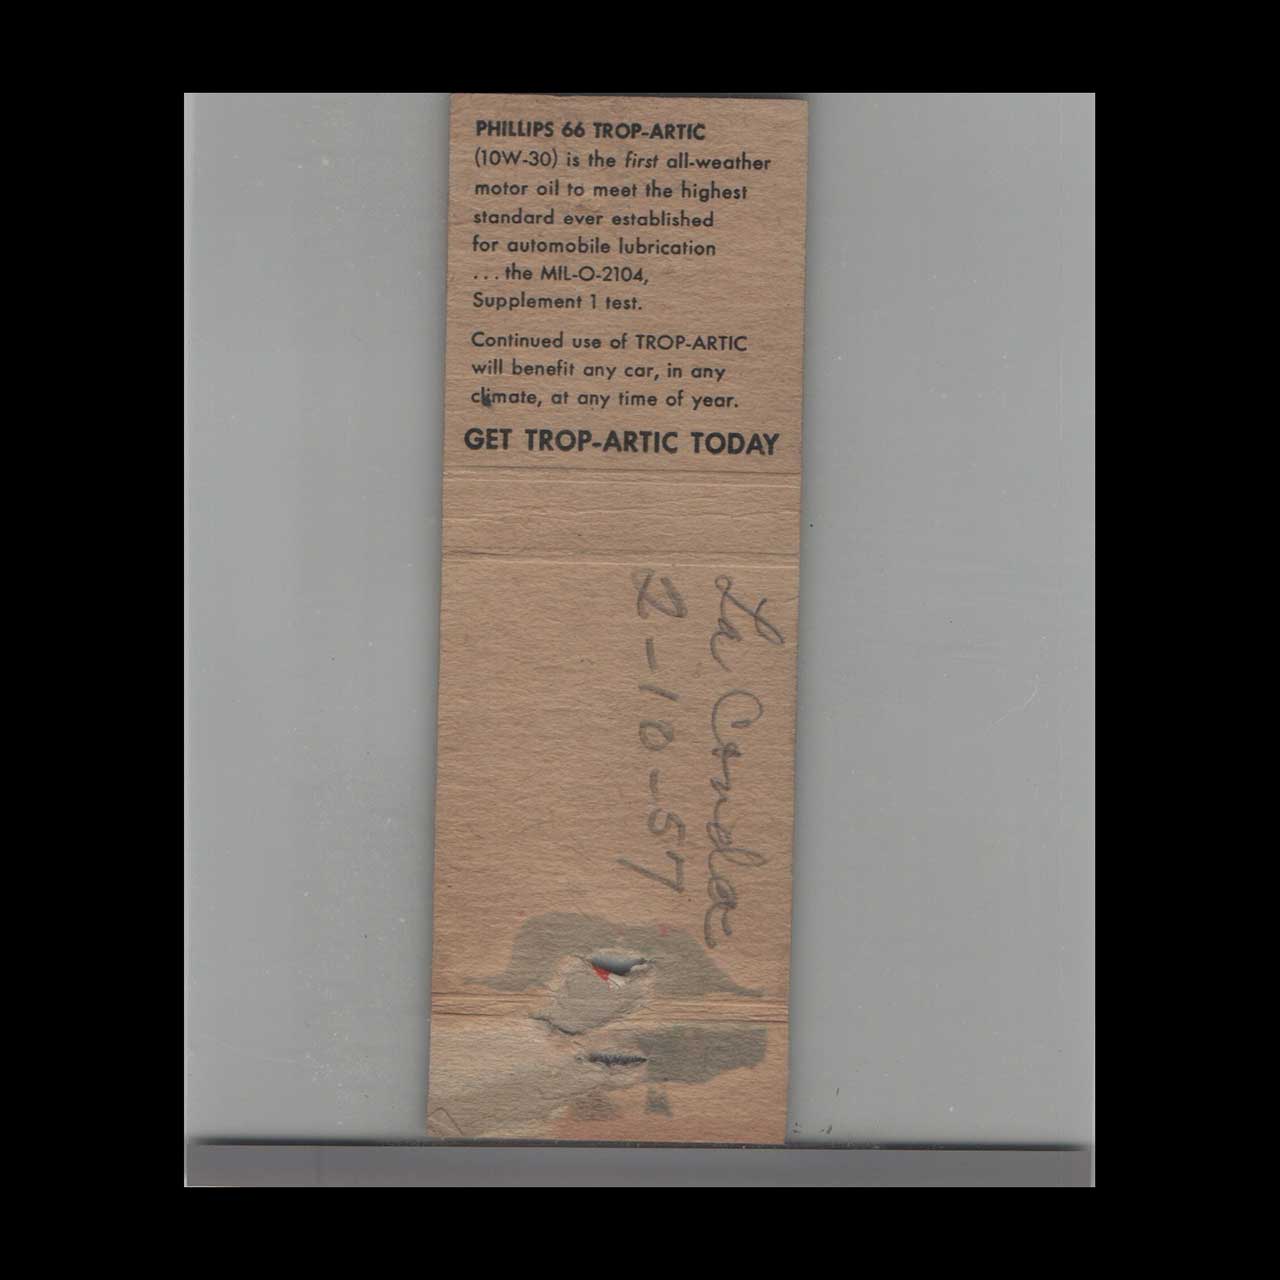 PHILLIPS 66 TROP-ARTIC
(10W-30) is the first all-weather
motor oil to meet the highest
standard ever established
for automobile lubrication
...the MIL-O-2104,
Supplement 1 test.
Continued use of TROP-ARTIC
will benefit any car, in any
climate, at any time of year.
GET TROP-ARTIC TODAY
La Conda
2-10-57